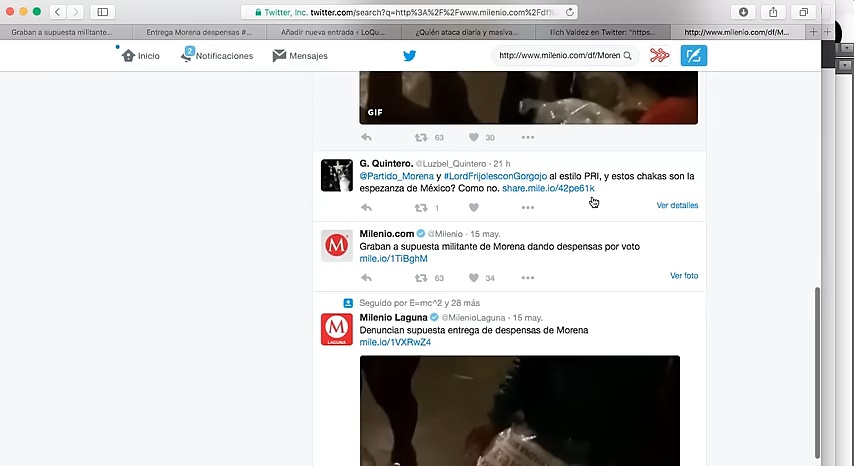 Twitter, Inc. twitter.com/search?q=http%3A%2F%2Fwww.milenio.com%2Fdf%2
Graban a supuesta militante...
Entrega Morena despensas #...
Añadir nueva entrada ‹ LoQu...
¿Quién ataca diaria y masiva...
Ilich Valdez en Twitter: "https...
http://www.milenio.com/df/M...
Inicio
2
Notificaciones
Mensajes
http://www.milenio.com/df/Moren
GIF
63
30
G. Quintero. @Luzbel_Quintero · 21 h
@Partido_Morena y #LordFrijolesconGorgojo al estilo PRI, y estos chakas son la
espezanza de México? Como no. share.mile.io/42pe61k
1
Ver detalles
Milenio.com @Milenio · 15 may.
Graban a supuesta militante de Morena dando despensas por voto
mile.io/1TiBghM
63
34
Ver foto
Seguido por E=mc^2 y 28 más
Milenio Laguna @MilenioLaguna · 15 may.
Denuncian supuesta entrega de despensas de Morena
mile.io/1VXRwZ4
M
M
LAGUNA